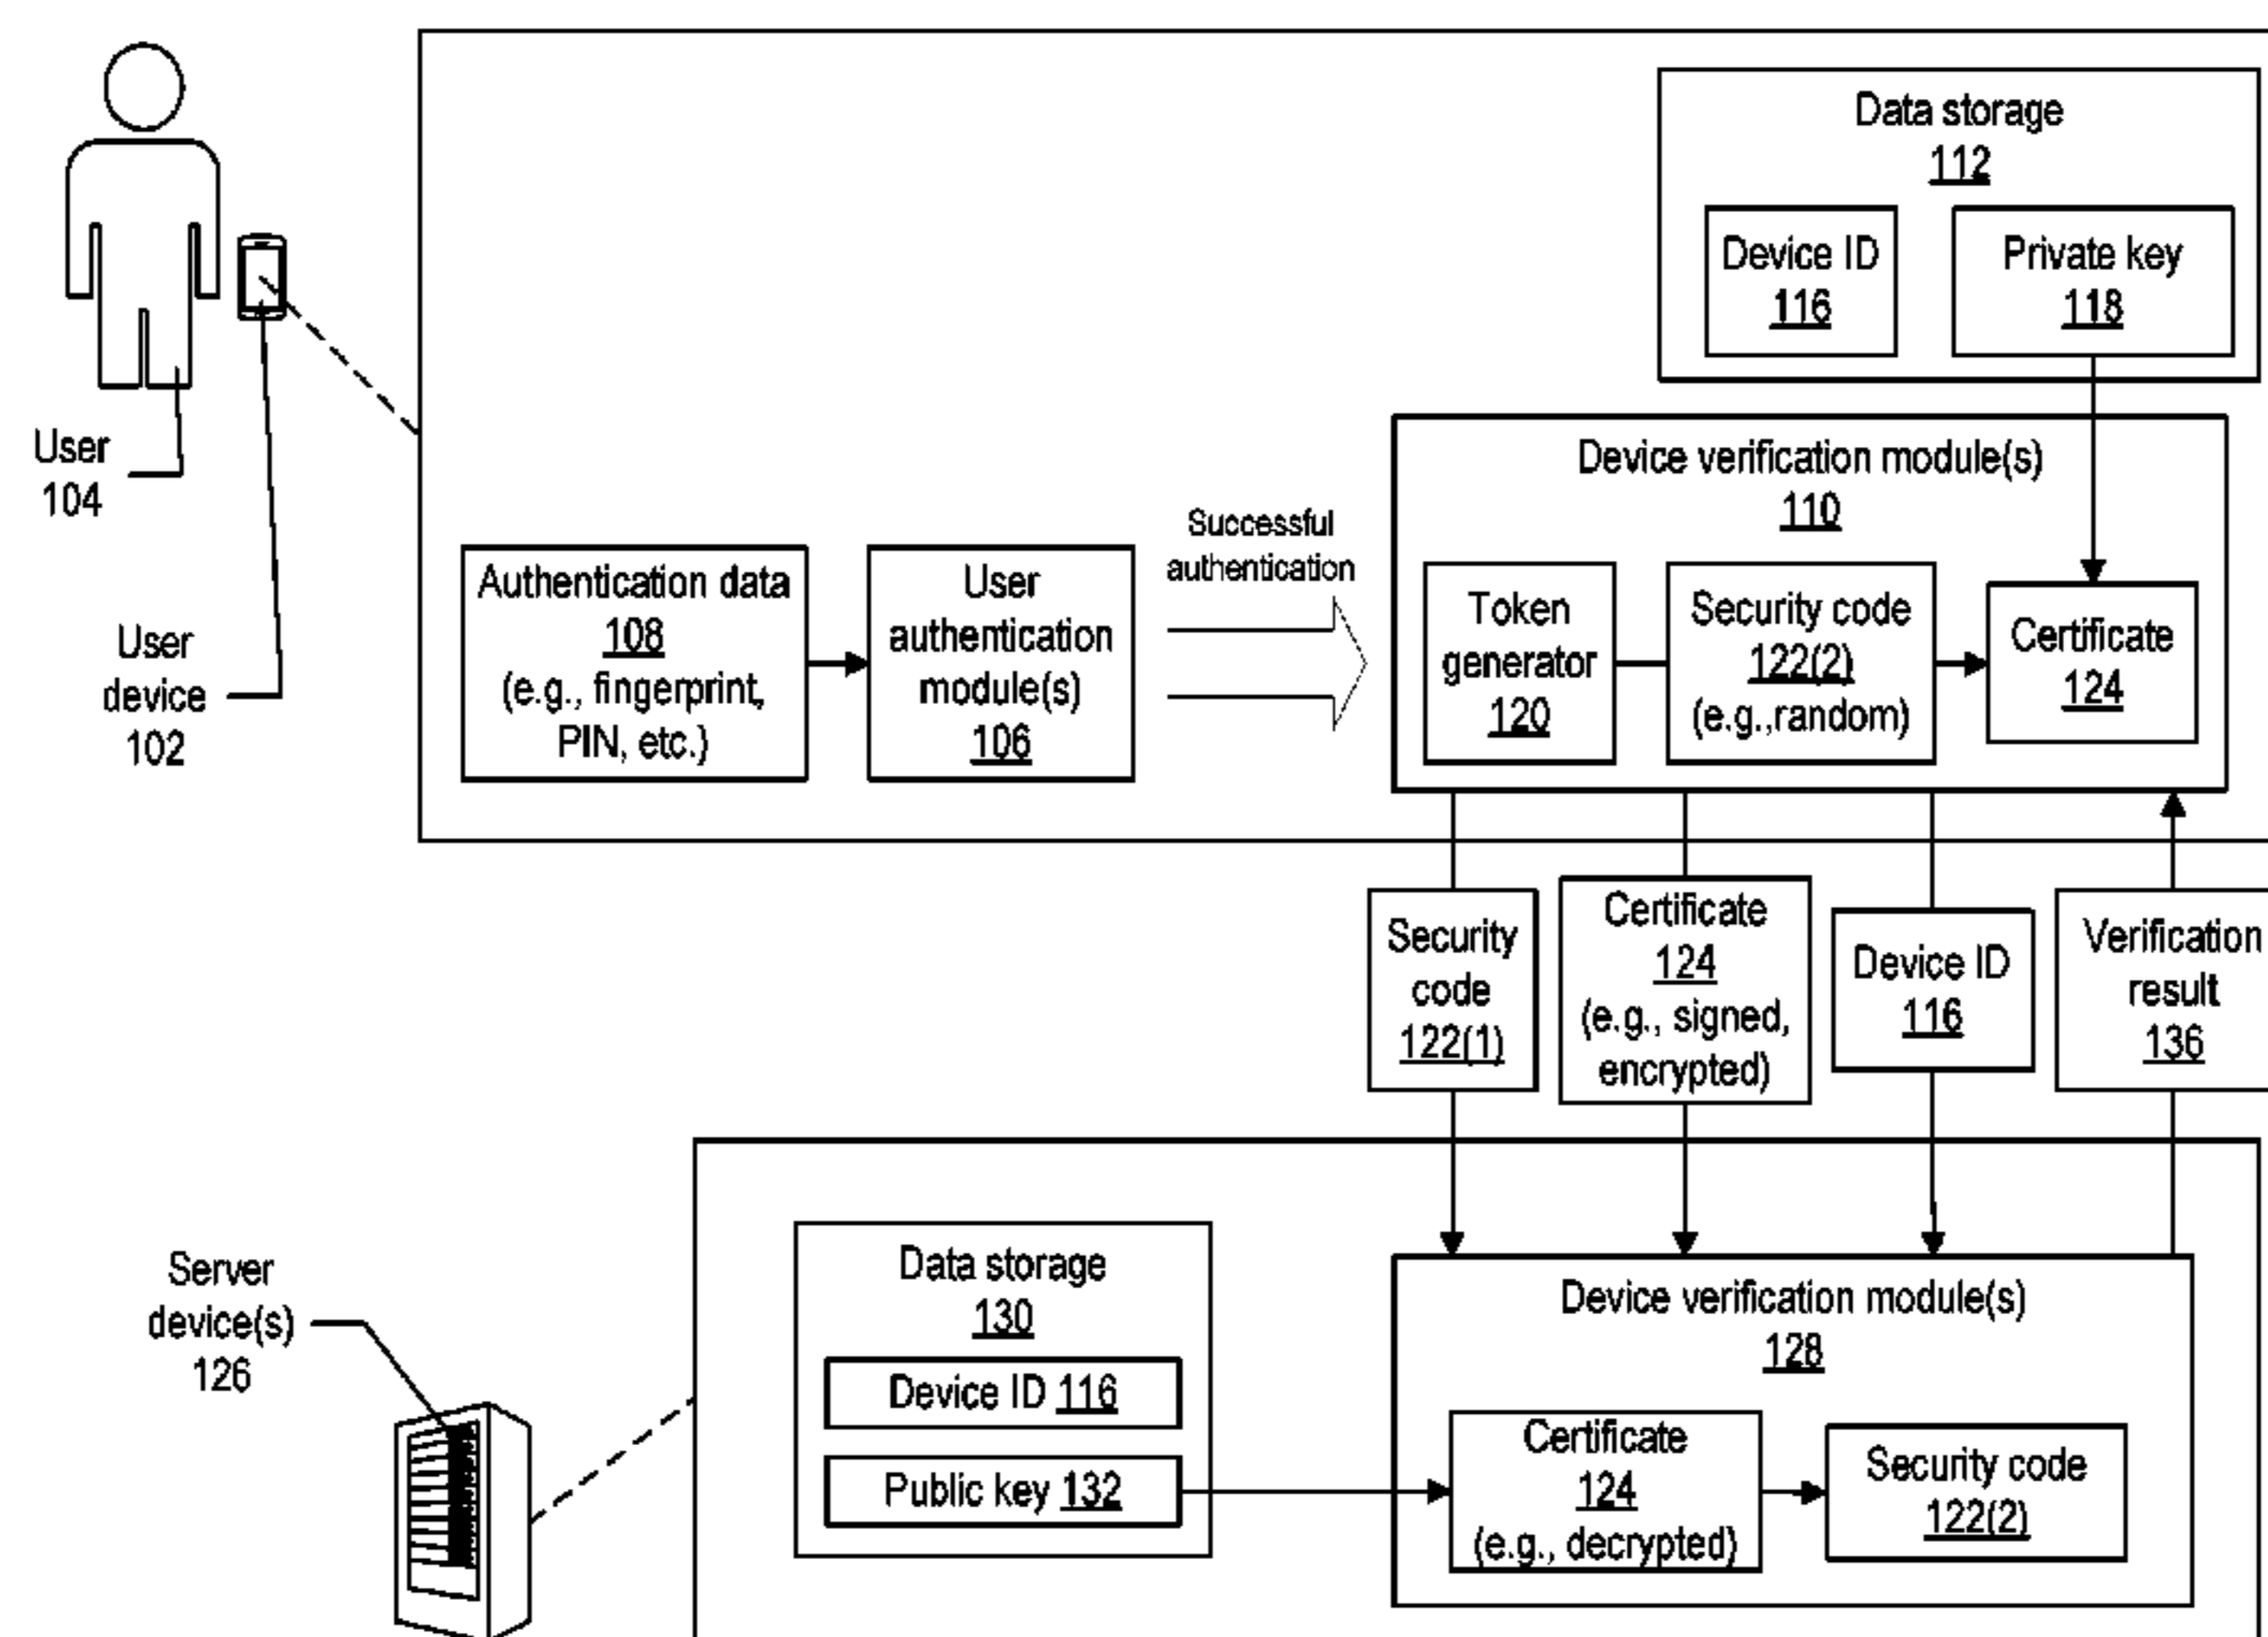 Data storage
112
Device ID
116
Private key
118
User
104
User
device
102
Authentication data
108
(e.g., fingerprint,
PIN, etc.)
User
authentication
module(s)
106
Successful
authentication
Device verification module(s)
110
Token
generator
120
Security code
122(2)
(e.g.,random)
Certificate
124
Security
code
122(1)
Certificate
124
(e.g., signed,
encrypted)
Device ID
116
Verification
result
136
Server
device(s)
126
Data storage
130
Device ID 116
Public key 132
Device verification module(s)
128
Certificate
124
(e.g., decrypted)
Security code
122(2)